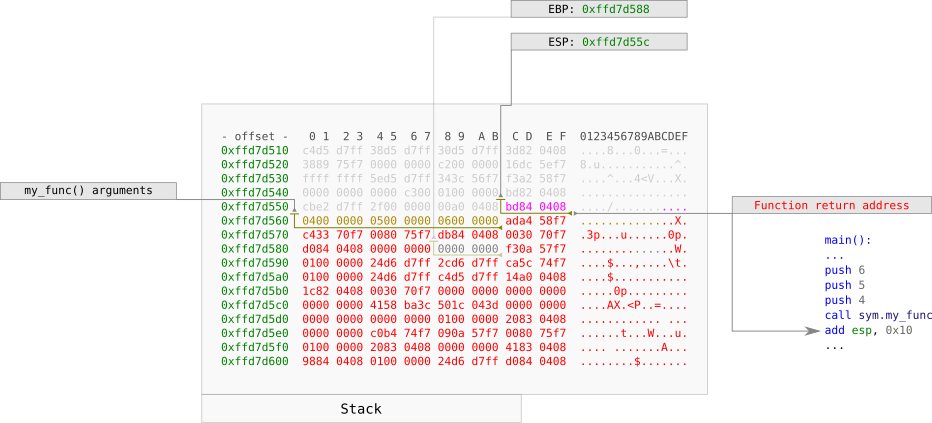 EBP: 0xffd7d588
ESP: 0xffd7d55c
- offset -   0 1  2 3  4 5  6 7  8 9  A B  C D  E F  0123456789ABCDEF
0xffd7d510  c4d5 d7ff 38d5 d7ff 30d5 d7ff 3d82 0408  ....8...0...=...
0xffd7d520  3889 75f7 0000 0000 c200 0000 16dc 5ef7  8.u...........^.
0xffd7d530  ffff ffff 5ed5 d7ff 343c 56f7 f3a2 58f7  ....^...4<V...X.
0xffd7d540  0000 0000 0000 c300 0100 0000 bd82 0408
0xffd7d550  cbe2 d7ff 2f00 0000 00a0 0408 bd84 0408  ..../.......
my_func() arguments
0xffd7d560  0400 0000 0500 0000 0600 0000 ada4 58f7  ..............X.
Function return address
0xffd7d570  c433 70f7 0080 75f7 db84 0408 0030 70f7  .3p...u......0p.
0xffd7d580  d084 0408 0000 0000 0000 0000 f30a 57f7  ..............W.
0xffd7d590  0100 0000 24d6 d7ff 2cd6 d7ff ca5c 74f7  ....$...,....\t.
0xffd7d5a0  0100 0000 24d6 d7ff c4d5 d7ff 14a0 0408  ....$...........
0xffd7d5b0  1c82 0408 0030 70f7 0000 0000 0000 0000  .....0p.........
0xffd7d5c0  0000 0000 4158 ba3c 501c 043d 0000 0000  ....AX.<P..=....
0xffd7d5d0  0000 0000 0000 0000 0100 0000 2083 0408  ............ ...
0xffd7d5e0  0000 0000 c0b4 74f7 090a 57f7 0080 75f7  ......t...W...u.
0xffd7d5f0  0100 0000 2083 0408 0000 0000 4183 0408  .... .......A...
0xffd7d600  9884 0408 0100 0000 24d6 d7ff d084 0408  ........$.......
main():
...
push 6
push 5
push 4
call sym.my_func
add esp, 0x10
...
Stack